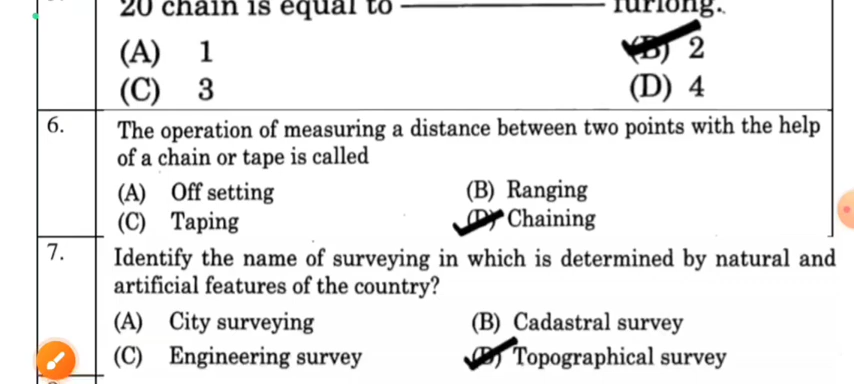 20 chain is equal to ____________ furlong.
(A) 1 (B) 2
(C) 3 (D) 4
6. The operation of measuring a distance between two points with the help
of a chain or tape is called
(A) Off setting (B) Ranging
(C) Taping (D) Chaining
7. Identify the name of surveying in which is determined by natural and
artificial features of the country?
(A) City surveying (B) Cadastral survey
(C) Engineering survey (D) Topographical survey